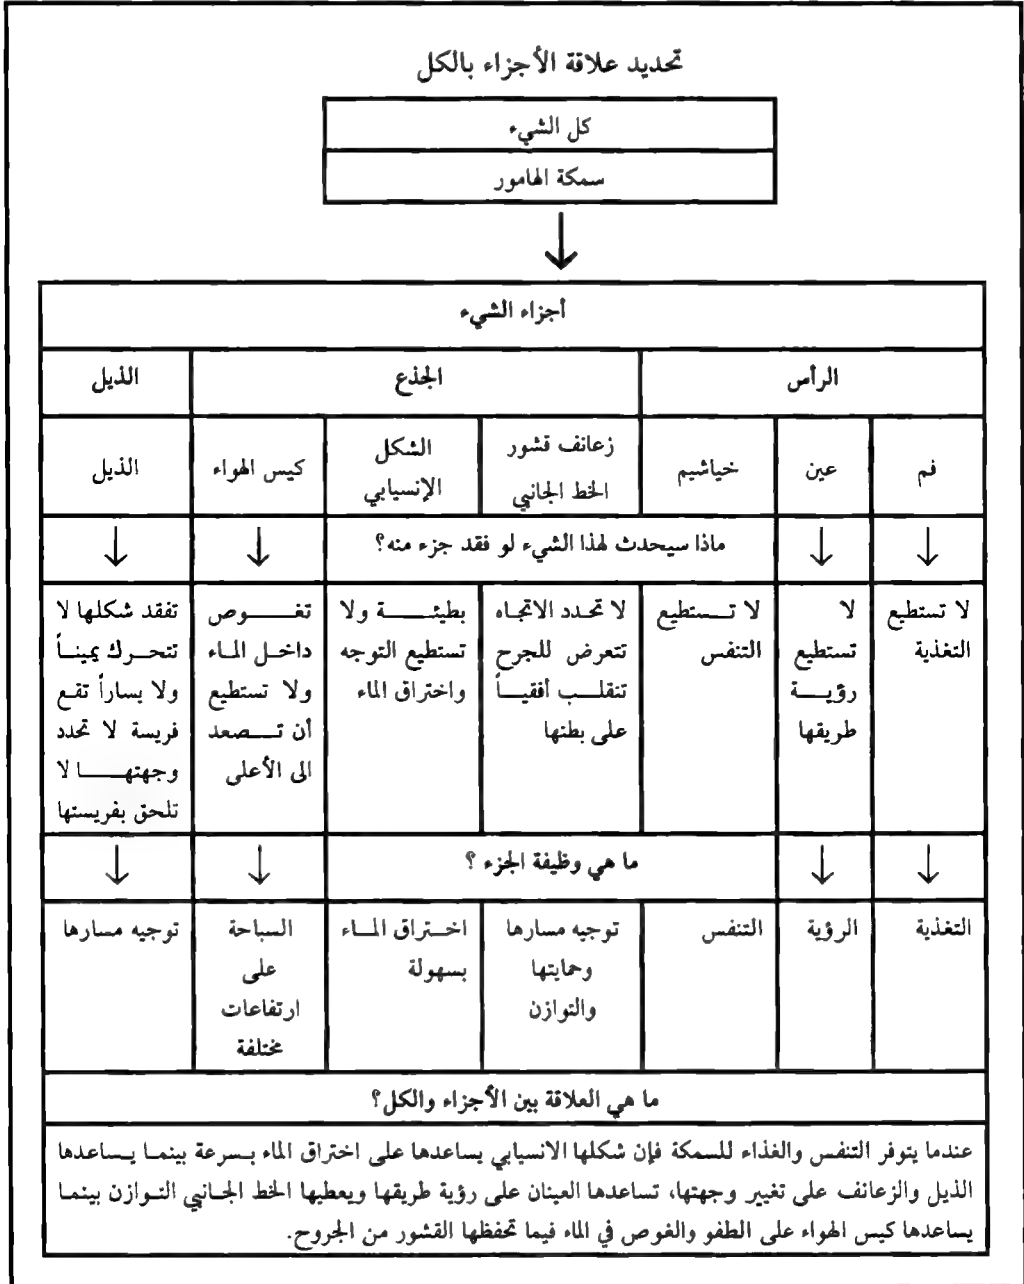 تحديد علاقة الأجزاء بالكل
كل الشيء
سمكة الهامور
أجزاء الشيء
الرأس
الجذع
الذيل
فم
عين
خياشيم
زعانف قشور
الخط الجانبي
الشكل
الإنسيابي
كيس الهواء
الذيل
ماذا سيحدث لهذا الشيء لو فقد جزء منه؟
لا تستطيع
التغذية
لا
تستطيع
رؤية
طريقها
لا تستطيع
التنفس
لا تحدد الاتجاه
تتعرض للجرح
تنقلب أفقياً
على بطنها
بطيئة ولا
تستطيع التوجه
واختراق الماء
تغوص
داخل الماء
ولا تستطيع
أن تصعد
الى الأعلى
تفقد شكلها لا
تتحرك يميناً
ولا يساراً تقع
فريسة لا تحدد
وجهتها لا
تلحق بفريستها
ما هي وظيفة الجزء ؟
التغذية
الرؤية
التنفس
توجيه مسارها
وحمايتها
والتوازن
اختراق الماء
بسهولة
السباحة
على
ارتفاعات
مختلفة
توجيه مسارها
ما هي العلاقة بين الأجزاء والكل؟
عندما يتوفر التنفس والغذاء للسمكة فإن شكلها الانسيابي يساعدها على اختراق الماء بسرعة بينما يساعدها
الذيل والزعانف على تغيير وجهتها، تساعدها العينان على رؤية طريقها ويعطيها الخط الجانبي التوازن بينما
يساعدها كيس الهواء على الطفو والغوص في الماء فيما تحفظها القشور من الجروح.